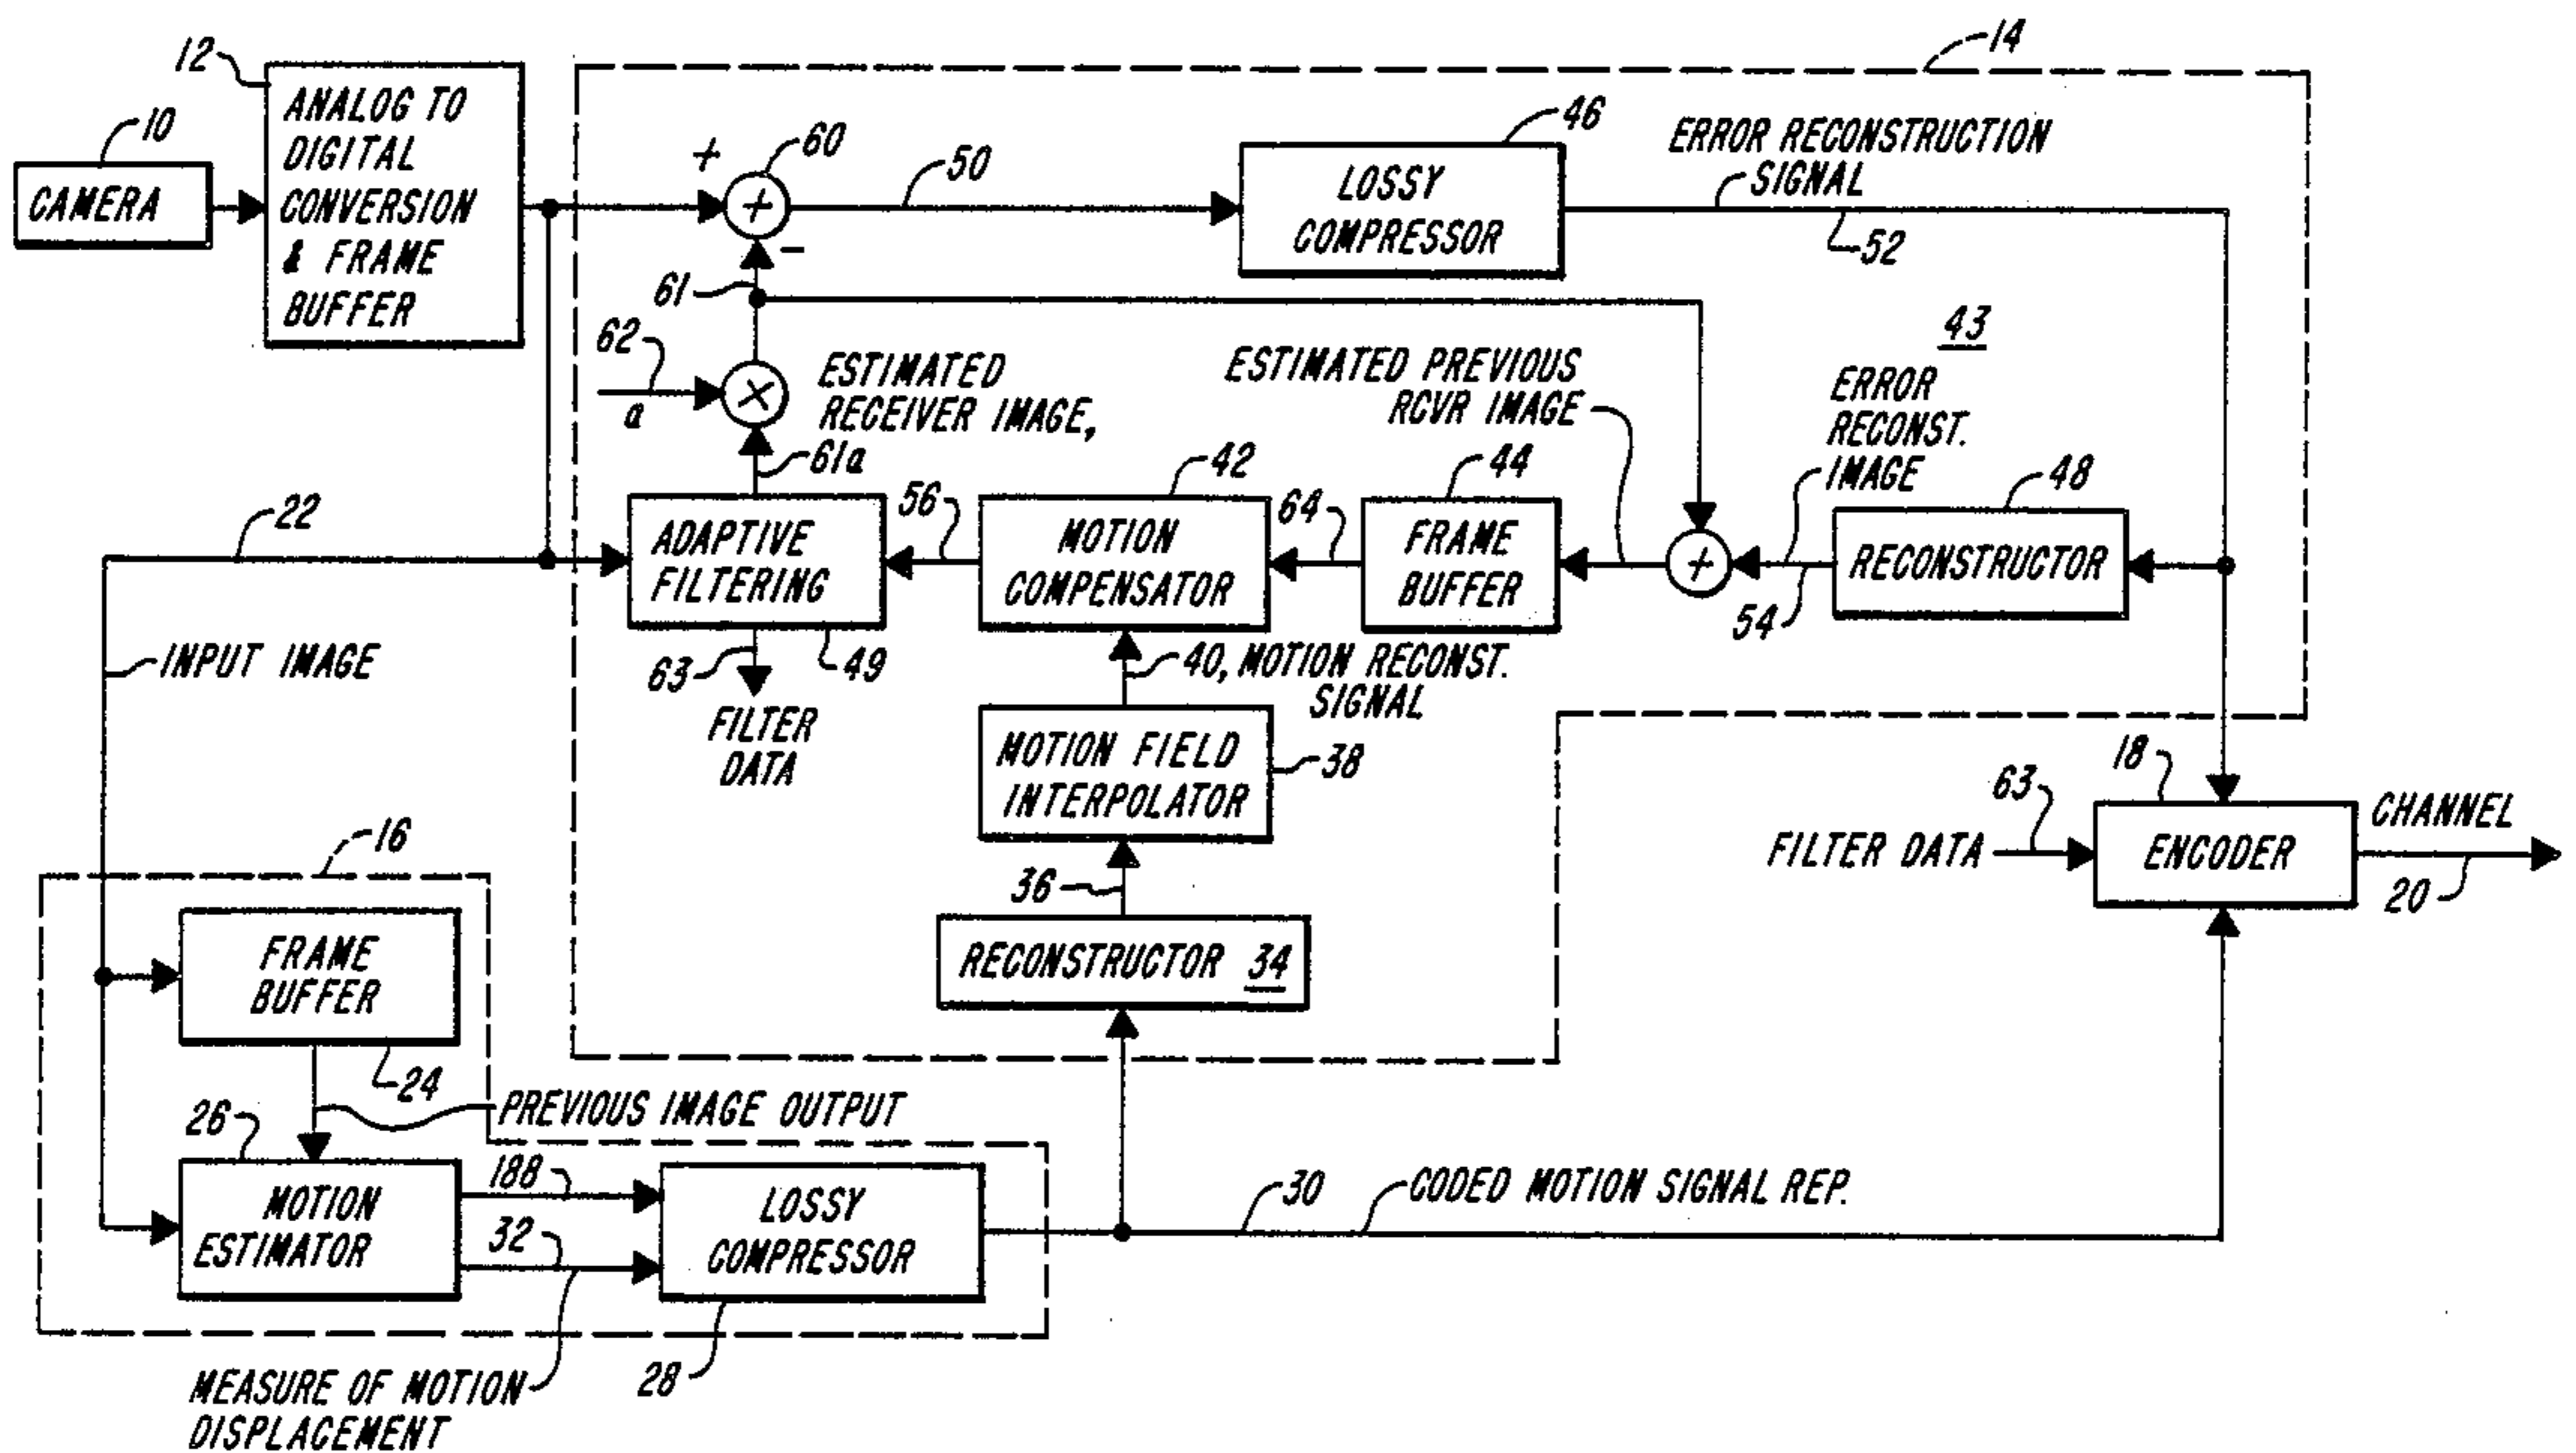 12
14
10
ANALOG TO
DIGITAL
CONVERSION
& FRAME
BUFFER
CAMERA
+
60
+
-
50
46
LOSSY
COMPRESSOR
ERROR RECONSTRUCTION
SIGNAL
52
61
62
a
×
ESTIMATED
RECEIVER IMAGE,
61a
ESTIMATED PREVIOUS
RCVR IMAGE
43
ERROR
RECONST.
IMAGE
22
ADAPTIVE
FILTERING
56
42
MOTION
COMPENSATOR
64
44
FRAME
BUFFER
+
54
48
RECONSTRUCTOR
INPUT IMAGE
63
49
FILTER
DATA
40, MOTION RECONST.
SIGNAL
MOTION FIELD
INTERPOLATOR
38
36
RECONSTRUCTOR 34
18
63
FILTER DATA
ENCODER
CHANNEL
20
16
FRAME
BUFFER
24
PREVIOUS IMAGE OUTPUT
26
MOTION
ESTIMATOR
188
32
LOSSY
COMPRESSOR
28
30
CODED MOTION SIGNAL REP.
MEASURE OF MOTION
DISPLACEMENT